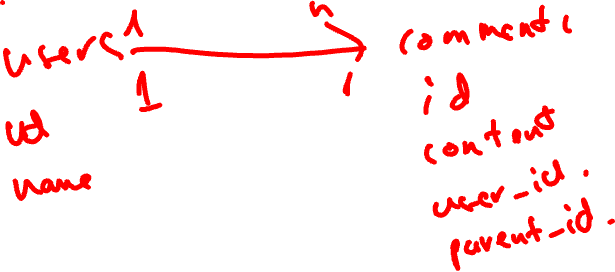 users 1 n comments
1 1
id id
name content
user_id.
parent_id.